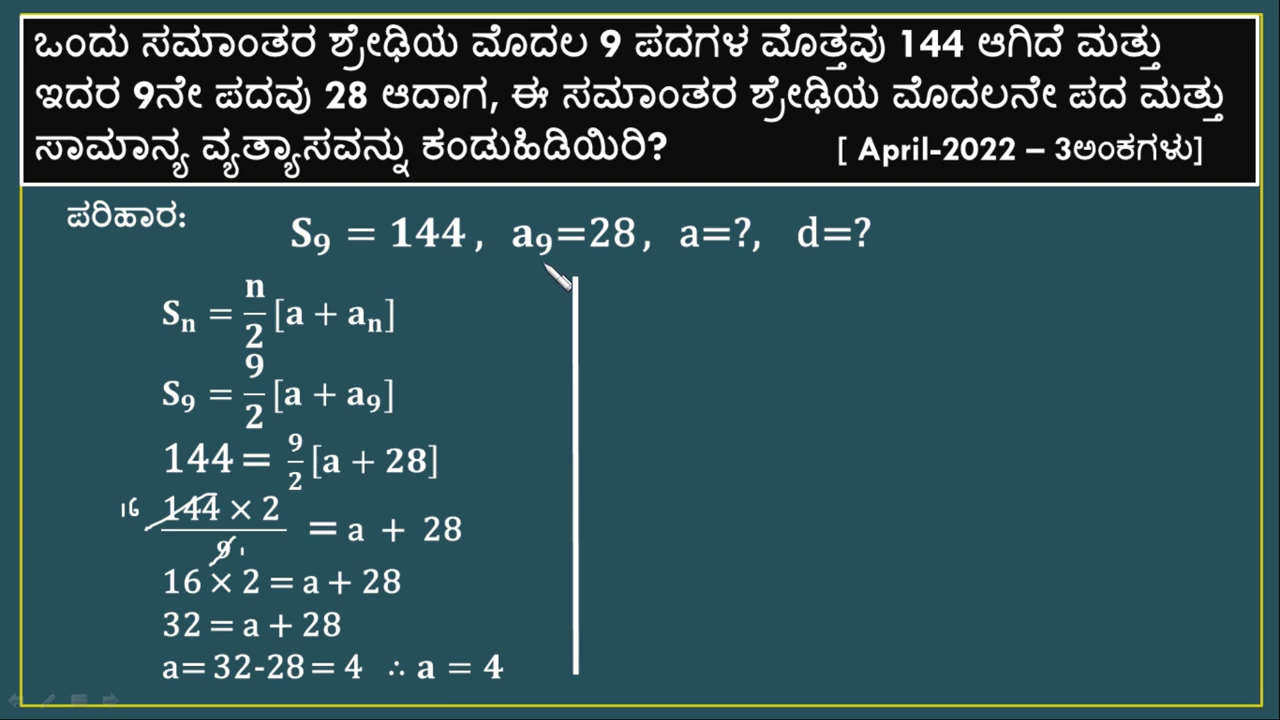 ಒಂದು ಸಮಾಂತರ ಶ್ರೇಢಿಯ ಮೊದಲ 9 ಪದಗಳ ಮೊತ್ತವು 144 ಆಗಿದೆ ಮತ್ತು
ಇದರ 9ನೇ ಪದವು 28 ಆದಾಗ, ಈ ಸಮಾಂತರ ಶ್ರೇಢಿಯ ಮೊದಲನೇ ಪದ ಮತ್ತು
ಸಾಮಾನ್ಯ ವ್ಯತ್ಯಾಸವನ್ನು ಕಂಡುಹಿಡಿಯಿರಿ? [ April-2022 – 3ಅಂಕಗಳು]
ಪರಿಹಾರ:
S₉ = 144 , a₉=28, a=?, d=?
Sₙ = n/2 [a + aₙ]
S₉ = 9/2 [a + a₉]
144 = 9/2 [a + 28]
16 144 × 2 / 9 1 = a + 28
16 × 2 = a + 28
32 = a + 28
a= 32-28 = 4 ∴ a = 4